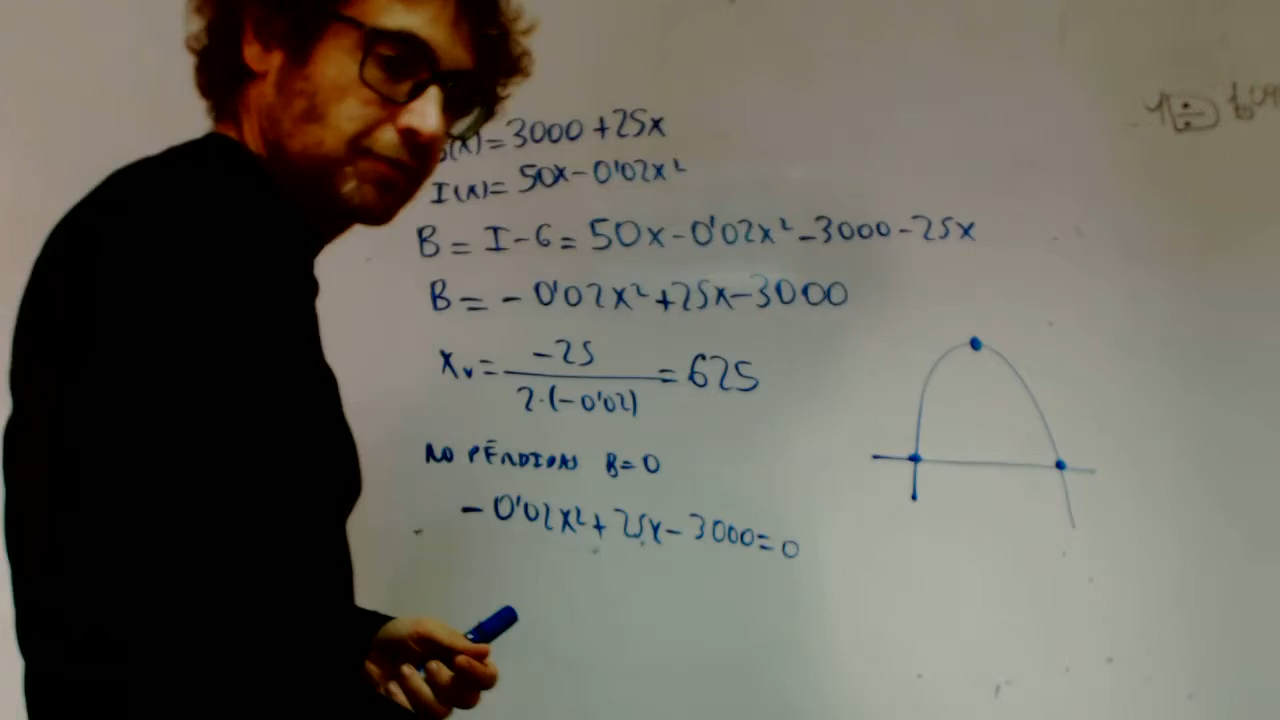 (x)=3000+25x
I(x)=50x-0'02x²
B=I-G=50x-0'02x²-3000-25x
B=-0'02x²+25x-3000
xᵥ=-25/2·(-0'02)=625
NO PÉRDIDAS B=0
-0'02x²+25x-3000=0